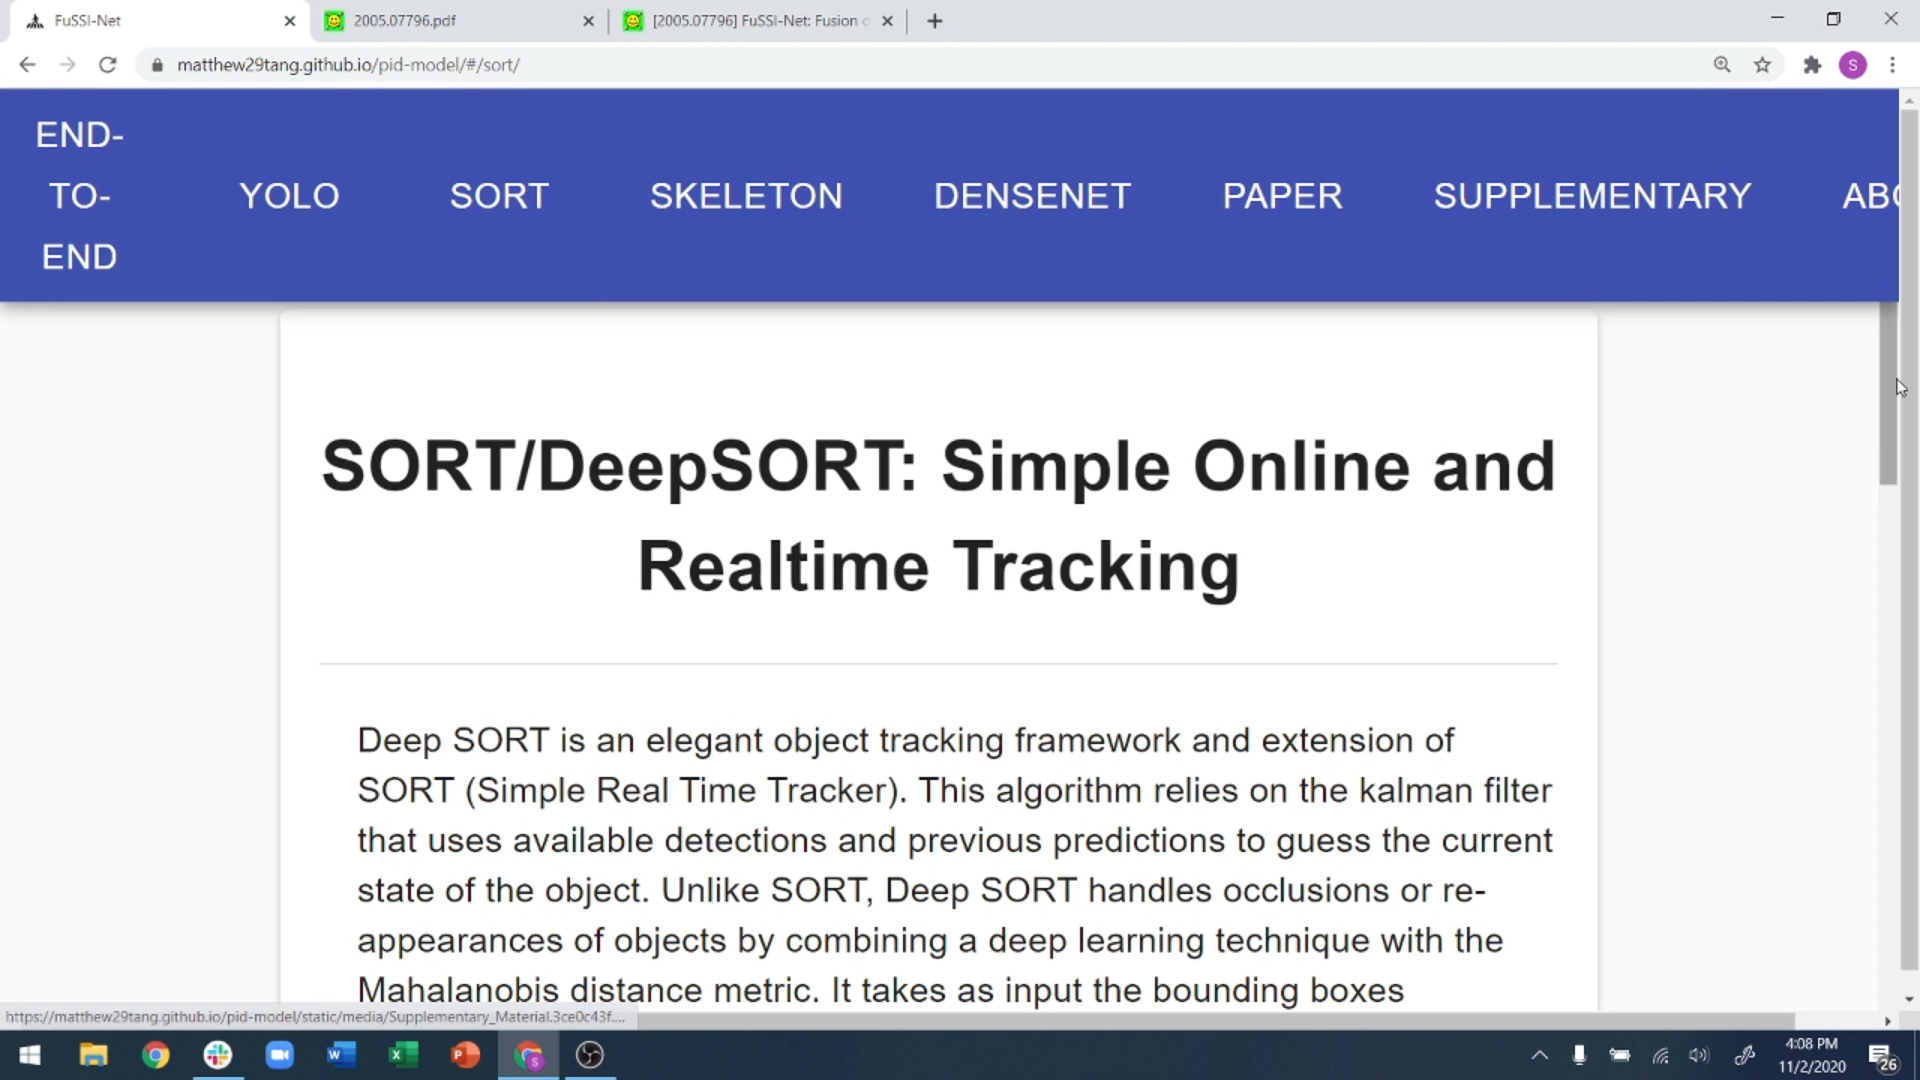 FuSSI-Net
2005.07796.pdf
[2005.07796] FuSSI-Net: Fusion o
matthew29tang.github.io/pid-model/#/sort/
S
END-
TO-
END
YOLO
SORT
SKELETON
DENSENET
PAPER
SUPPLEMENTARY
ABO
SORT/DeepSORT: Simple Online and
Realtime Tracking
Deep SORT is an elegant object tracking framework and extension of
SORT (Simple Real Time Tracker). This algorithm relies on the kalman filter
that uses available detections and previous predictions to guess the current
state of the object. Unlike SORT, Deep SORT handles occlusions or re-
appearances of objects by combining a deep learning technique with the
Mahalanobis distance metric. It takes as input the bounding boxes
https://matthew29tang.github.io/pid-model/static/media/Supplementary_Material.3ce0c43f....
4:08 PM
11/2/2020
26